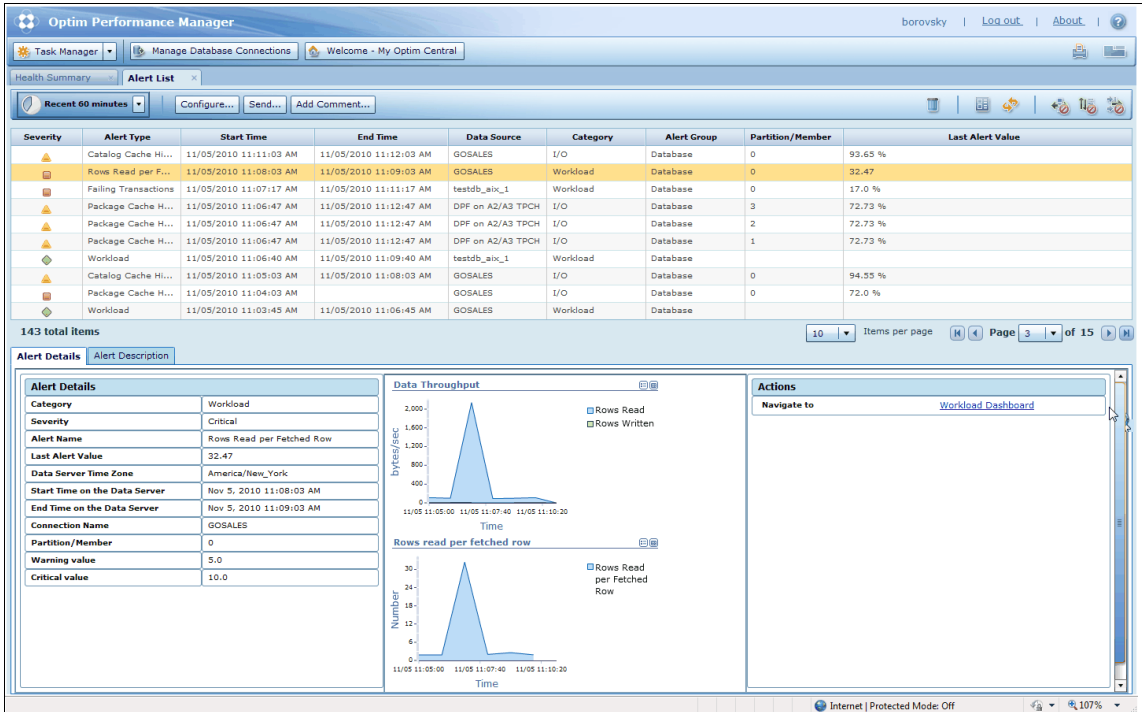 Optim Performance Manager
borovsky | Log out | About | ?
Task Manager
Manage Database Connections
Welcome - My Optim Central
Health Summary
Alert List
Recent 60 minutes
Configure... Send... Add Comment...
Severity Alert Type Start Time End Time Data Source Category Alert Group Partition/Member Last Alert Value
Catalog Cache Hi... 11/05/2010 11:11:03 AM 11/05/2010 11:12:03 AM GOSALES I/O Database 0 93.65 %
Rows Read per F... 11/05/2010 11:08:03 AM 11/05/2010 11:09:03 AM GOSALES Workload Database 0 32.47
Failing Transactions 11/05/2010 11:07:17 AM 11/05/2010 11:11:17 AM testdb_aix_1 Workload Database 0 17.0 %
Package Cache H... 11/05/2010 11:06:47 AM 11/05/2010 11:12:47 AM DPF on A2/A3 TPCH I/O Database 3 72.73 %
Package Cache H... 11/05/2010 11:06:47 AM 11/05/2010 11:12:47 AM DPF on A2/A3 TPCH I/O Database 2 72.73 %
Package Cache H... 11/05/2010 11:06:47 AM 11/05/2010 11:12:47 AM DPF on A2/A3 TPCH I/O Database 1 72.73 %
Workload 11/05/2010 11:06:40 AM 11/05/2010 11:09:40 AM testdb_aix_1 Workload Database
Catalog Cache Hi... 11/05/2010 11:05:03 AM 11/05/2010 11:08:03 AM GOSALES I/O Database 0 94.55 %
Package Cache H... 11/05/2010 11:04:03 AM GOSALES I/O Database 0 72.0 %
Workload 11/05/2010 11:03:45 AM 11/05/2010 11:06:45 AM GOSALES Workload Database
143 total items
10 Items per page Page 3 of 15
Alert Details
Alert Description
Alert Details
Category Workload
Severity Critical
Alert Name Rows Read per Fetched Row
Last Alert Value 32.47
Data Server Time Zone America/New_York
Start Time on the Data Server Nov 5, 2010 11:08:03 AM
End Time on the Data Server Nov 5, 2010 11:09:03 AM
Connection Name GOSALES
Partition/Member 0
Warning value 5.0
Critical value 10.0
Data Throughput
bytes/sec
2,000
1,600
1,200
800
400
0
11/05 11:05:00 11/05 11:07:40 11/05 11:10:20
Time
Rows Read
Rows Written
Rows read per fetched row
Number
30
24
18
12
6
0
11/05 11:05:00 11/05 11:07:40 11/05 11:10:20
Time
Rows Read
per Fetched
Row
Actions
Navigate to Workload Dashboard
Internet | Protected Mode: Off
107%